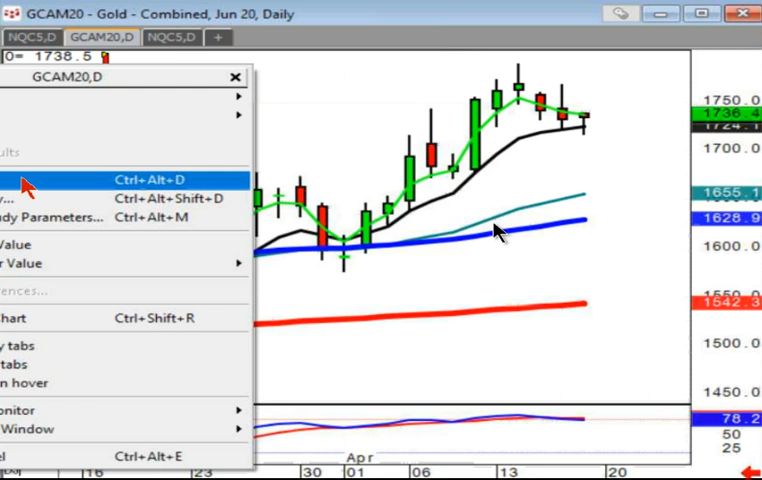 GCAM20,D - Gold - Combined, Jun 20, Daily
NQC5,D GCAM20,D NQC5,D +
O= 1738.5
GCAM20,D
ults
Ctrl+Alt+D
y... Ctrl+Alt+Shift+D
udy Parameters... Ctrl+Alt+M
Value
r Value
ences...
hart Ctrl+Shift+R
y tabs
tabs
n hover
onitor
Window
el Ctrl+Alt+E
1750.0
1736.4
1724.1
1700.0
1655.1
1628.9
1600.0
1550.0
1542.3
1500.0
1450.0
78.2
50
25
Apr
16 23 30 01 06 13 20